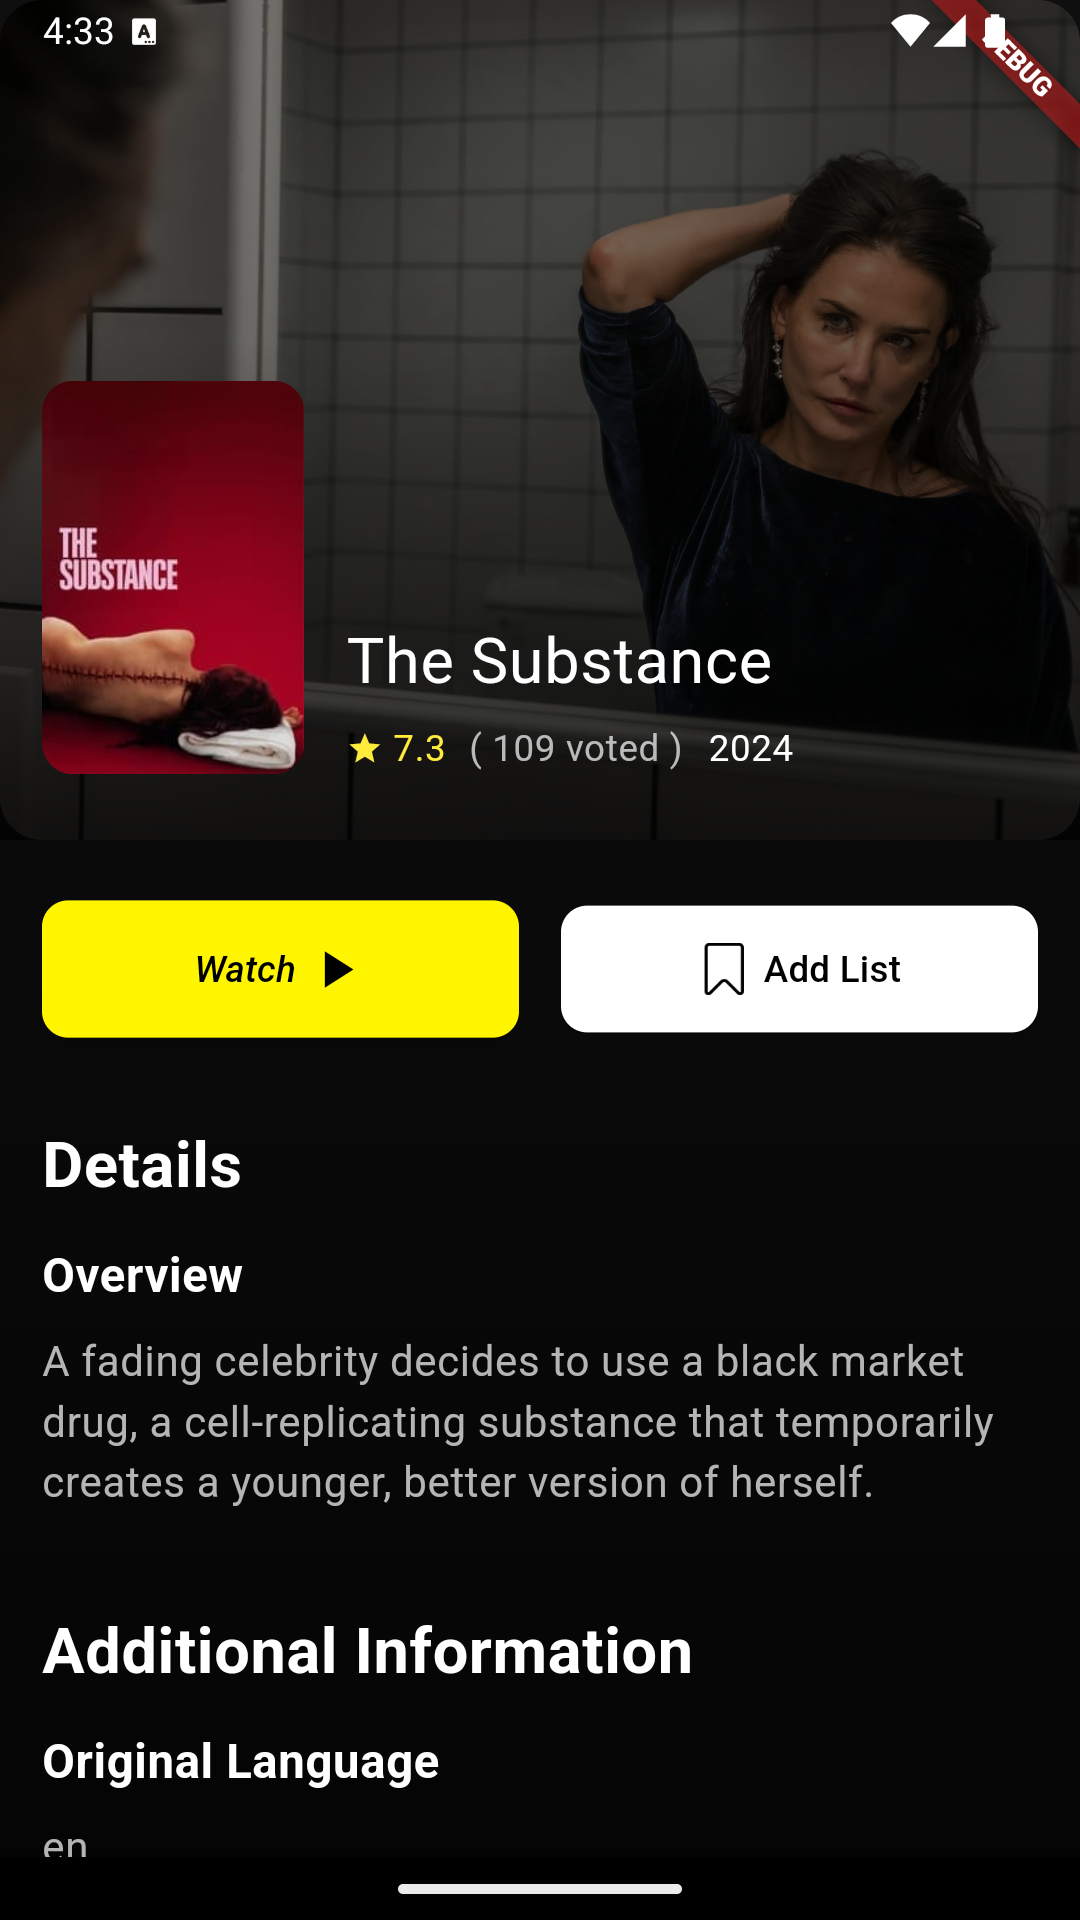 4:33
DEBUG
THE
SUBSTANCE
The Substance
7.3 ( 109 voted ) 2024
Watch
Add List
Details
Overview
A fading celebrity decides to use a black market
drug, a cell-replicating substance that temporarily
creates a younger, better version of herself.
Additional Information
Original Language
en